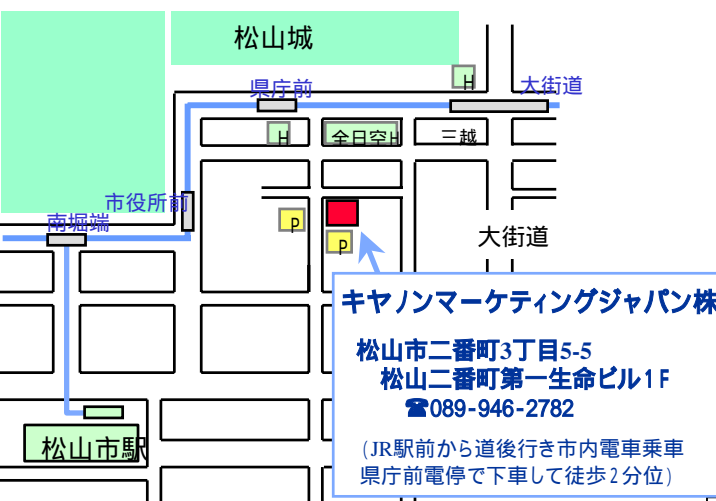 松山城
H
県庁前
大街道
H
全日空H
三越
市役所前
南堀端
P
P
大街道
キヤノンマーケティングジャパン株
松山市二番町3丁目5-5
松山二番町第一生命ビル1F
☎089-946-2782
(JR駅前から道後行き市内電車乗車
県庁前電停で下車して徒歩2分位)
松山市駅